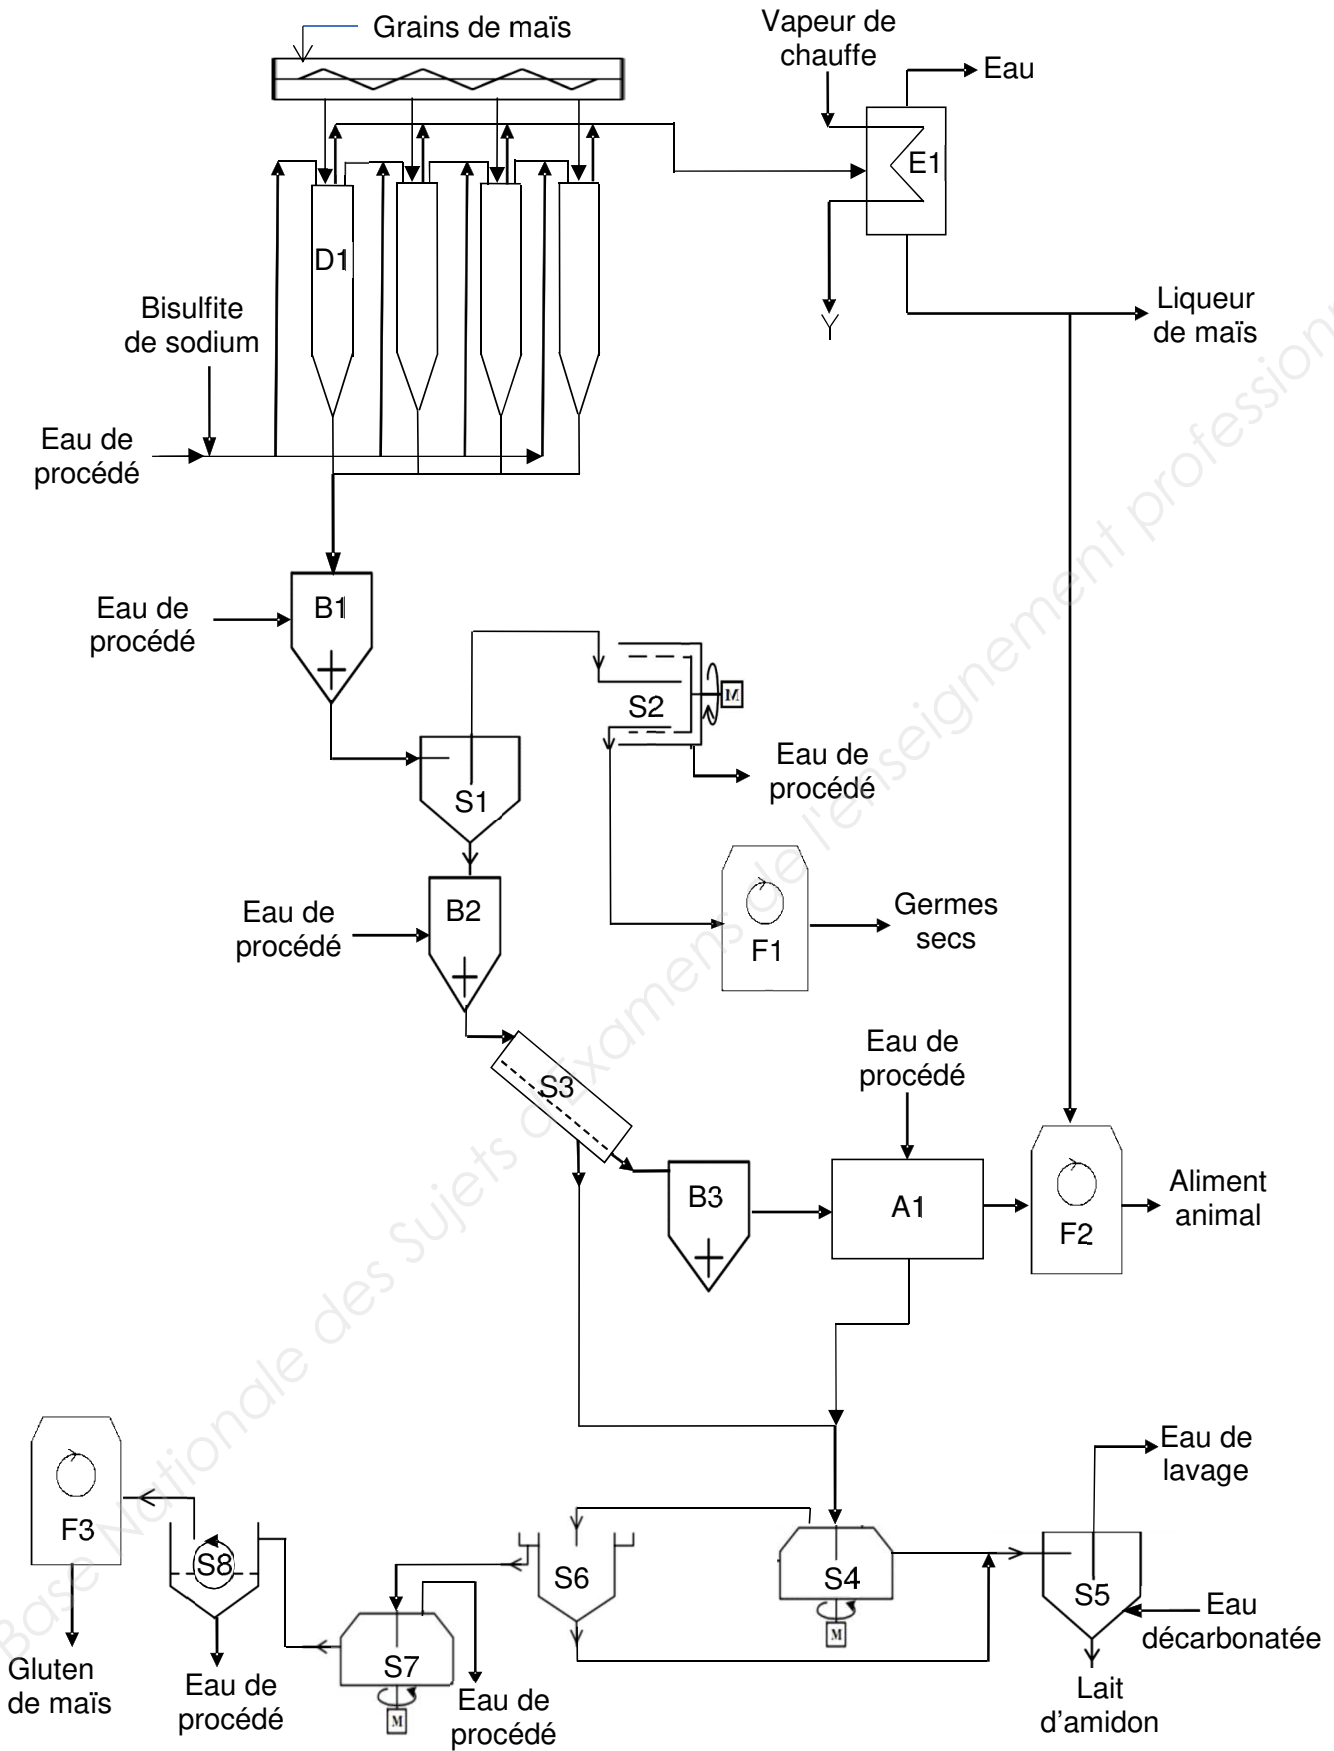 Grains de maïs
Vapeur de
chauffe
Eau
E1
D1
Bisulfite
de sodium
Liqueur
de maïs
Eau de
procédé
B1
Eau de
procédé
S2
M
Eau de
procédé
S1
B2
Eau de
procédé
Germes
secs
F1
Eau de
procédé
S3
B3
A1
F2
Aliment
animal
Eau de
lavage
F3
S8
S6
S4
M
S5
Eau
décarbonatée
S7
M
Gluten
de maïs
Eau de
procédé
Eau de
procédé
Lait
d'amidon
Base Nationale des Sujets d'Examens de l'enseignement profession